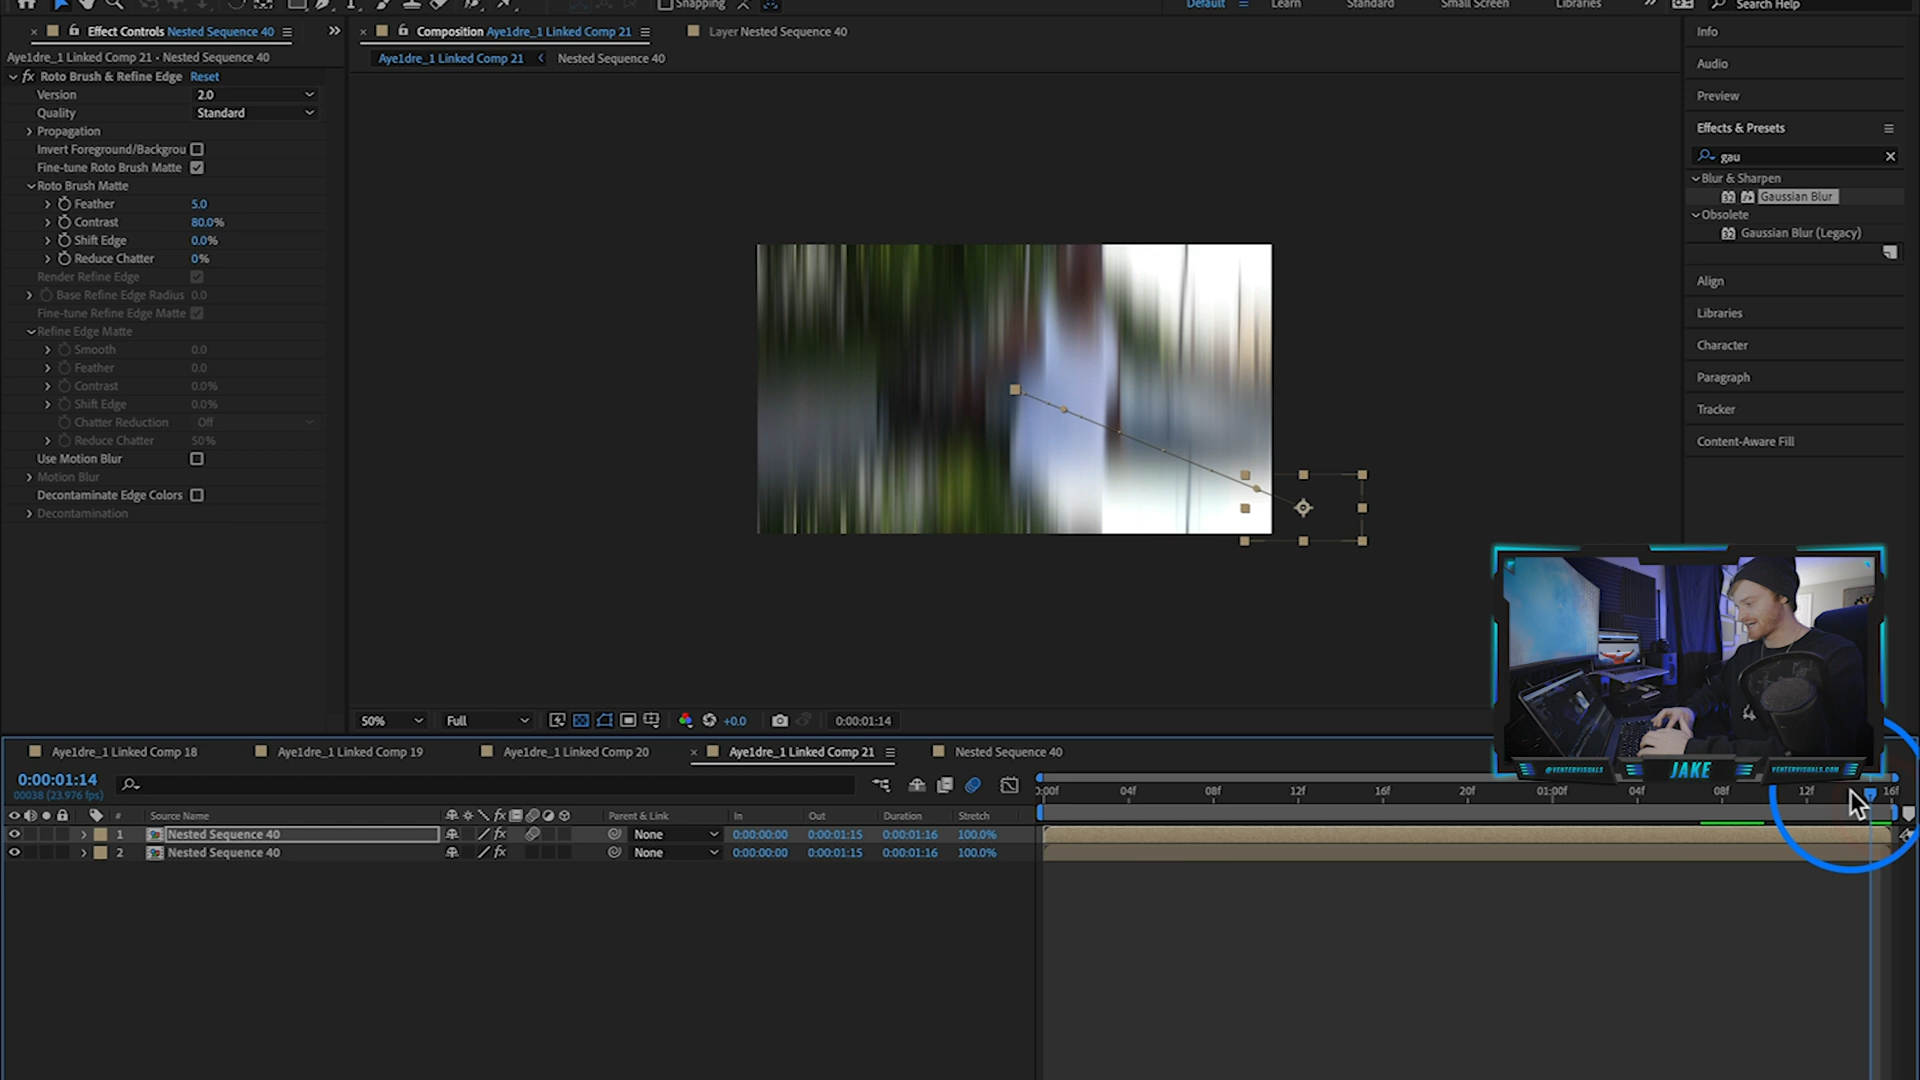 Snapping
Default
Learn
Standard
Small Screen
Libraries
Search Help
Effect Controls Nested Sequence 40
Aye1dre_1 Linked Comp 21 - Nested Sequence 40
fx Roto Brush & Refine Edge Reset
Version 2.0
Quality Standard
Propagation
Invert Foreground/Backgrou
Fine-tune Roto Brush Matte
Roto Brush Matte
Feather 5.0
Contrast 80.0%
Shift Edge 0.0%
Reduce Chatter 0%
Render Refine Edge
Base Refine Edge Radius 0.0
Fine-tune Refine Edge Matte
Refine Edge Matte
Smooth 0.0
Feather 0.0
Contrast 0.0%
Shift Edge 0.0%
Chatter Reduction Off
Reduce Chatter 50%
Use Motion Blur
Motion Blur
Decontaminate Edge Colors
Decontamination
Composition Aye1dre_1 Linked Comp 21
Layer Nested Sequence 40
Aye1dre_1 Linked Comp 21
Nested Sequence 40
50%
Full
+0.0
0:00:01:14
Info
Audio
Preview
Effects & Presets
gau
Blur & Sharpen
32 Gaussian Blur
Obsolete
32 Gaussian Blur (Legacy)
Align
Libraries
Character
Paragraph
Tracker
Content-Aware Fill
@VENTERVISUALS
JAKE
VENTERVISUALS.COM
Aye1dre_1 Linked Comp 18
Aye1dre_1 Linked Comp 19
Aye1dre_1 Linked Comp 20
Aye1dre_1 Linked Comp 21
Nested Sequence 40
0:00:01:14
00038 (23.976 fps)
:00f 04f 08f 12f 16f 20f 01:00f 04f 08f 12f 16f
# Source Name
Parent & Link
In
Out
Duration
Stretch
1 Nested Sequence 40 fx None 0:00:00:00 0:00:01:15 0:00:01:16 100.0%
2 Nested Sequence 40 fx None 0:00:00:00 0:00:01:15 0:00:01:16 100.0%